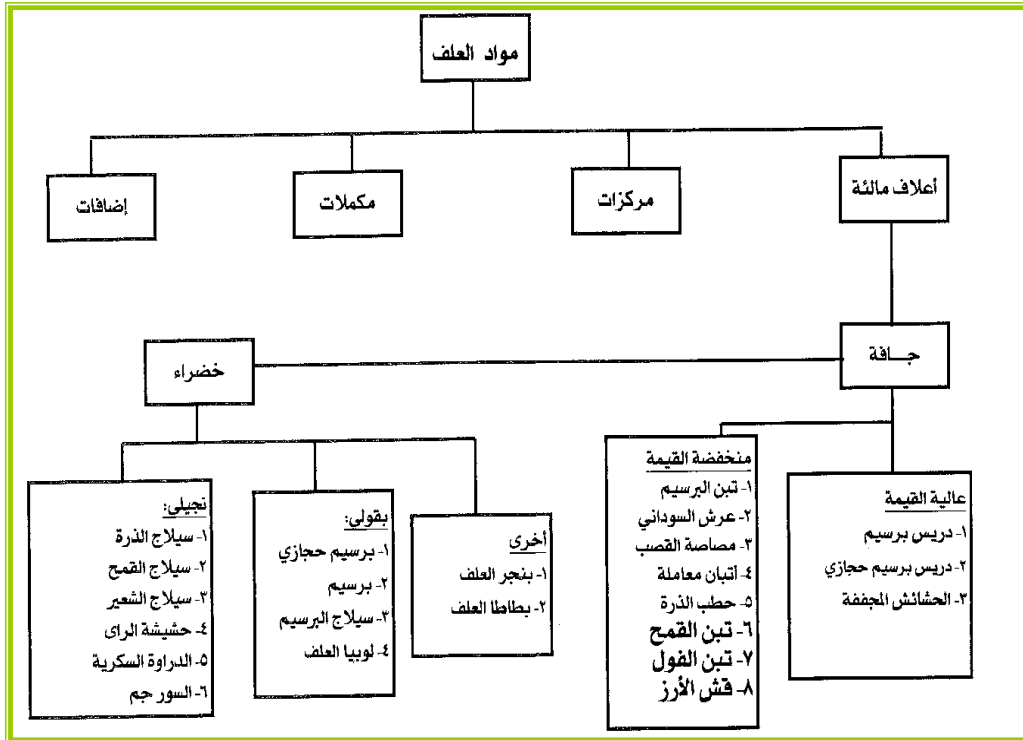 مواد العلف
أعلاف مالئة
مركزات
مكملات
إضافات
جـــافة
خضراء
عالية القيمة
١- دريس برسيم
٢- دريس برسيم حجازي
٣- الحشائش المجففة
منخفضة القيمة
١- تبن البرسيم
٢- عرش السوداني
٣- مصاصة القصب
٤- أتبان معاملة
٥- حطب الذرة
٦- تبن القمح
٧- تبن الفول
٨- قش الأرز
أخرى
١- بنجر العلف
٢- بطاطا العلف
بقولي:
١- برسيم حجازي
٢- برسيم
٣- سيلاج البرسيم
٤- لوبيا العلف
نجيلي:
١- سيلاج الذرة
٢- سيلاج القمح
٣- سيلاج الشعير
٤- حشيشة الراى
٥- الدراوة السكرية
٦- السور جم